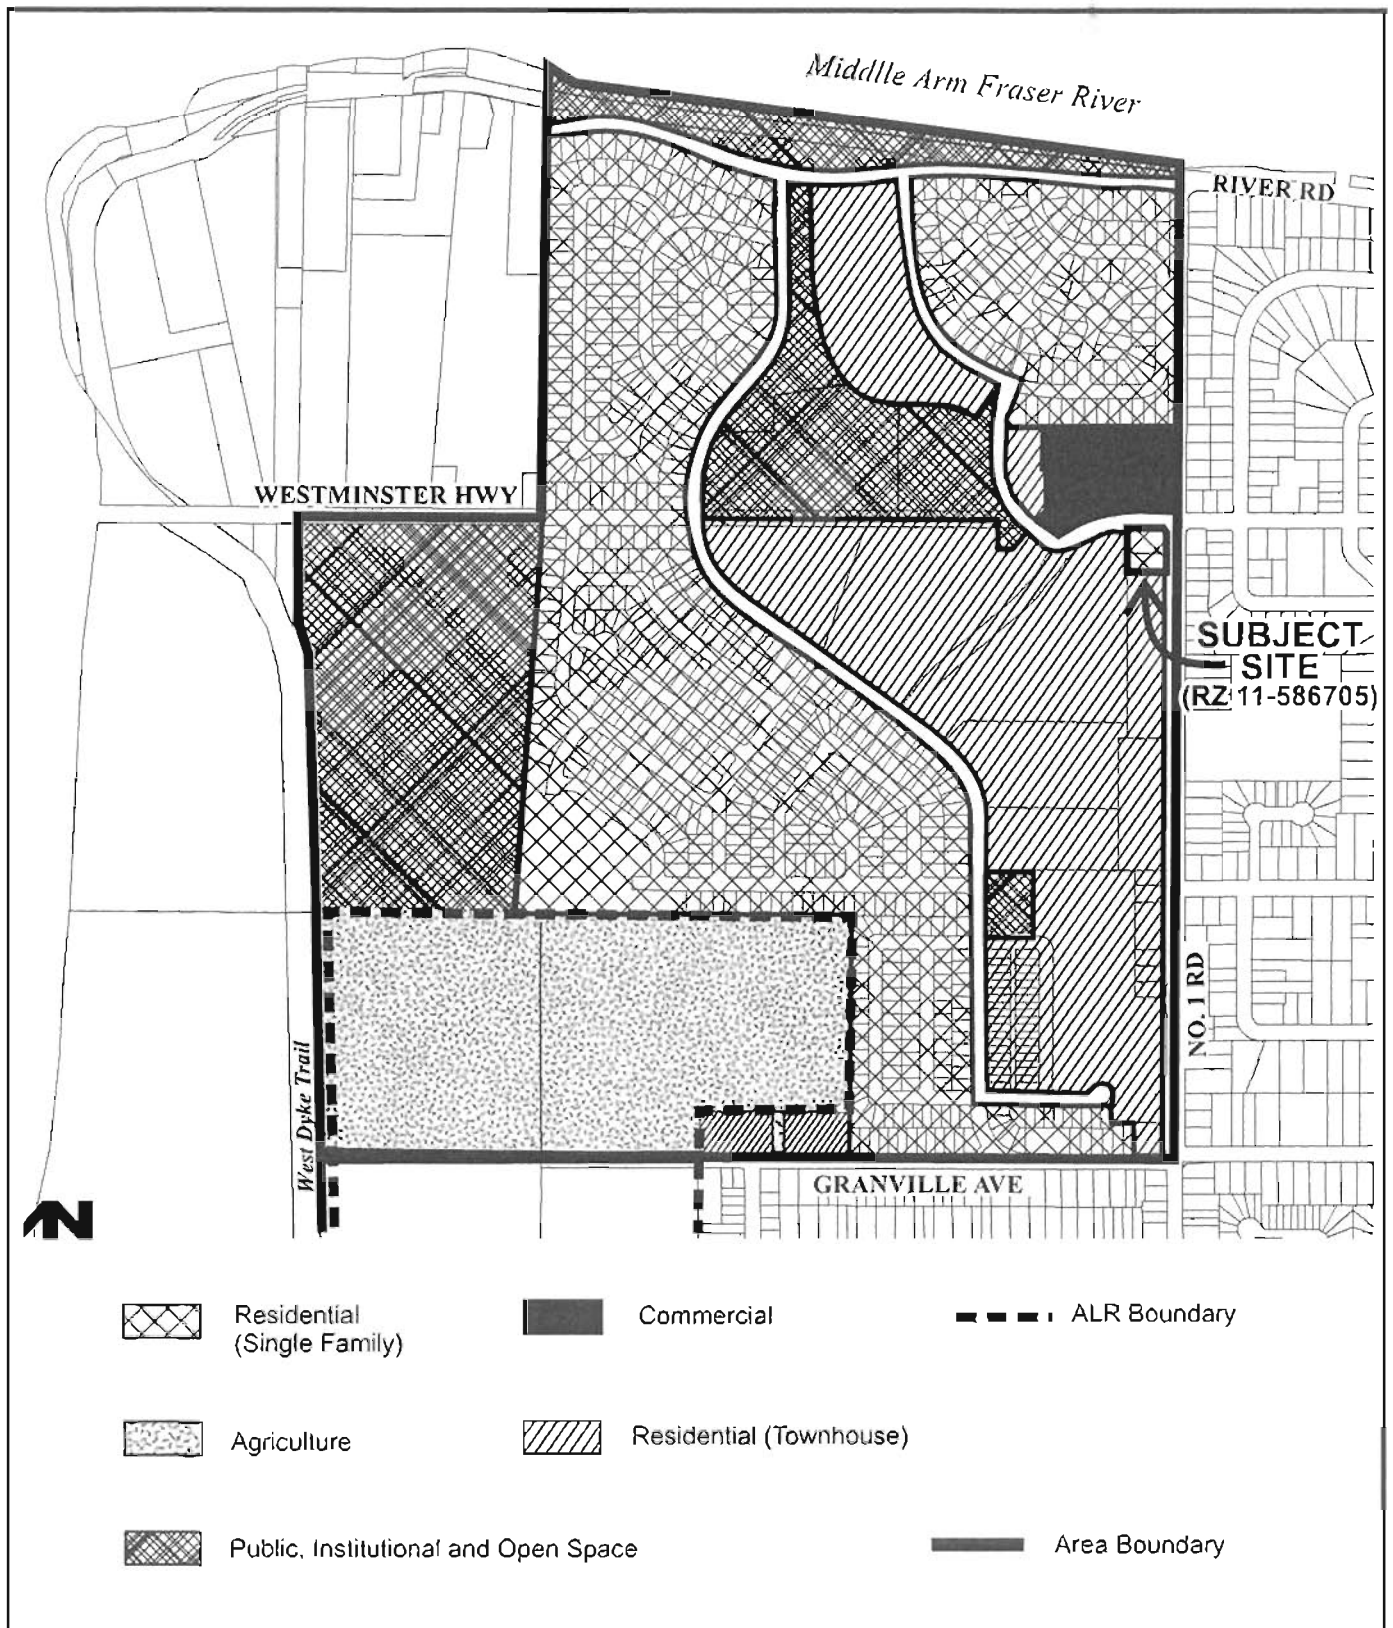 Middlle Arm Fraser River
RIVER RD
WESTMINSTER HWY
SUBJECT
SITE
(RZ 11-586705)
NO. 1 RD
West Dyke Trail
GRANVILLE AVE
N
Residential
(Single Family)
Commercial
ALR Boundary
Agriculture
Residential (Townhouse)
Public, Institutional and Open Space
Area Boundary